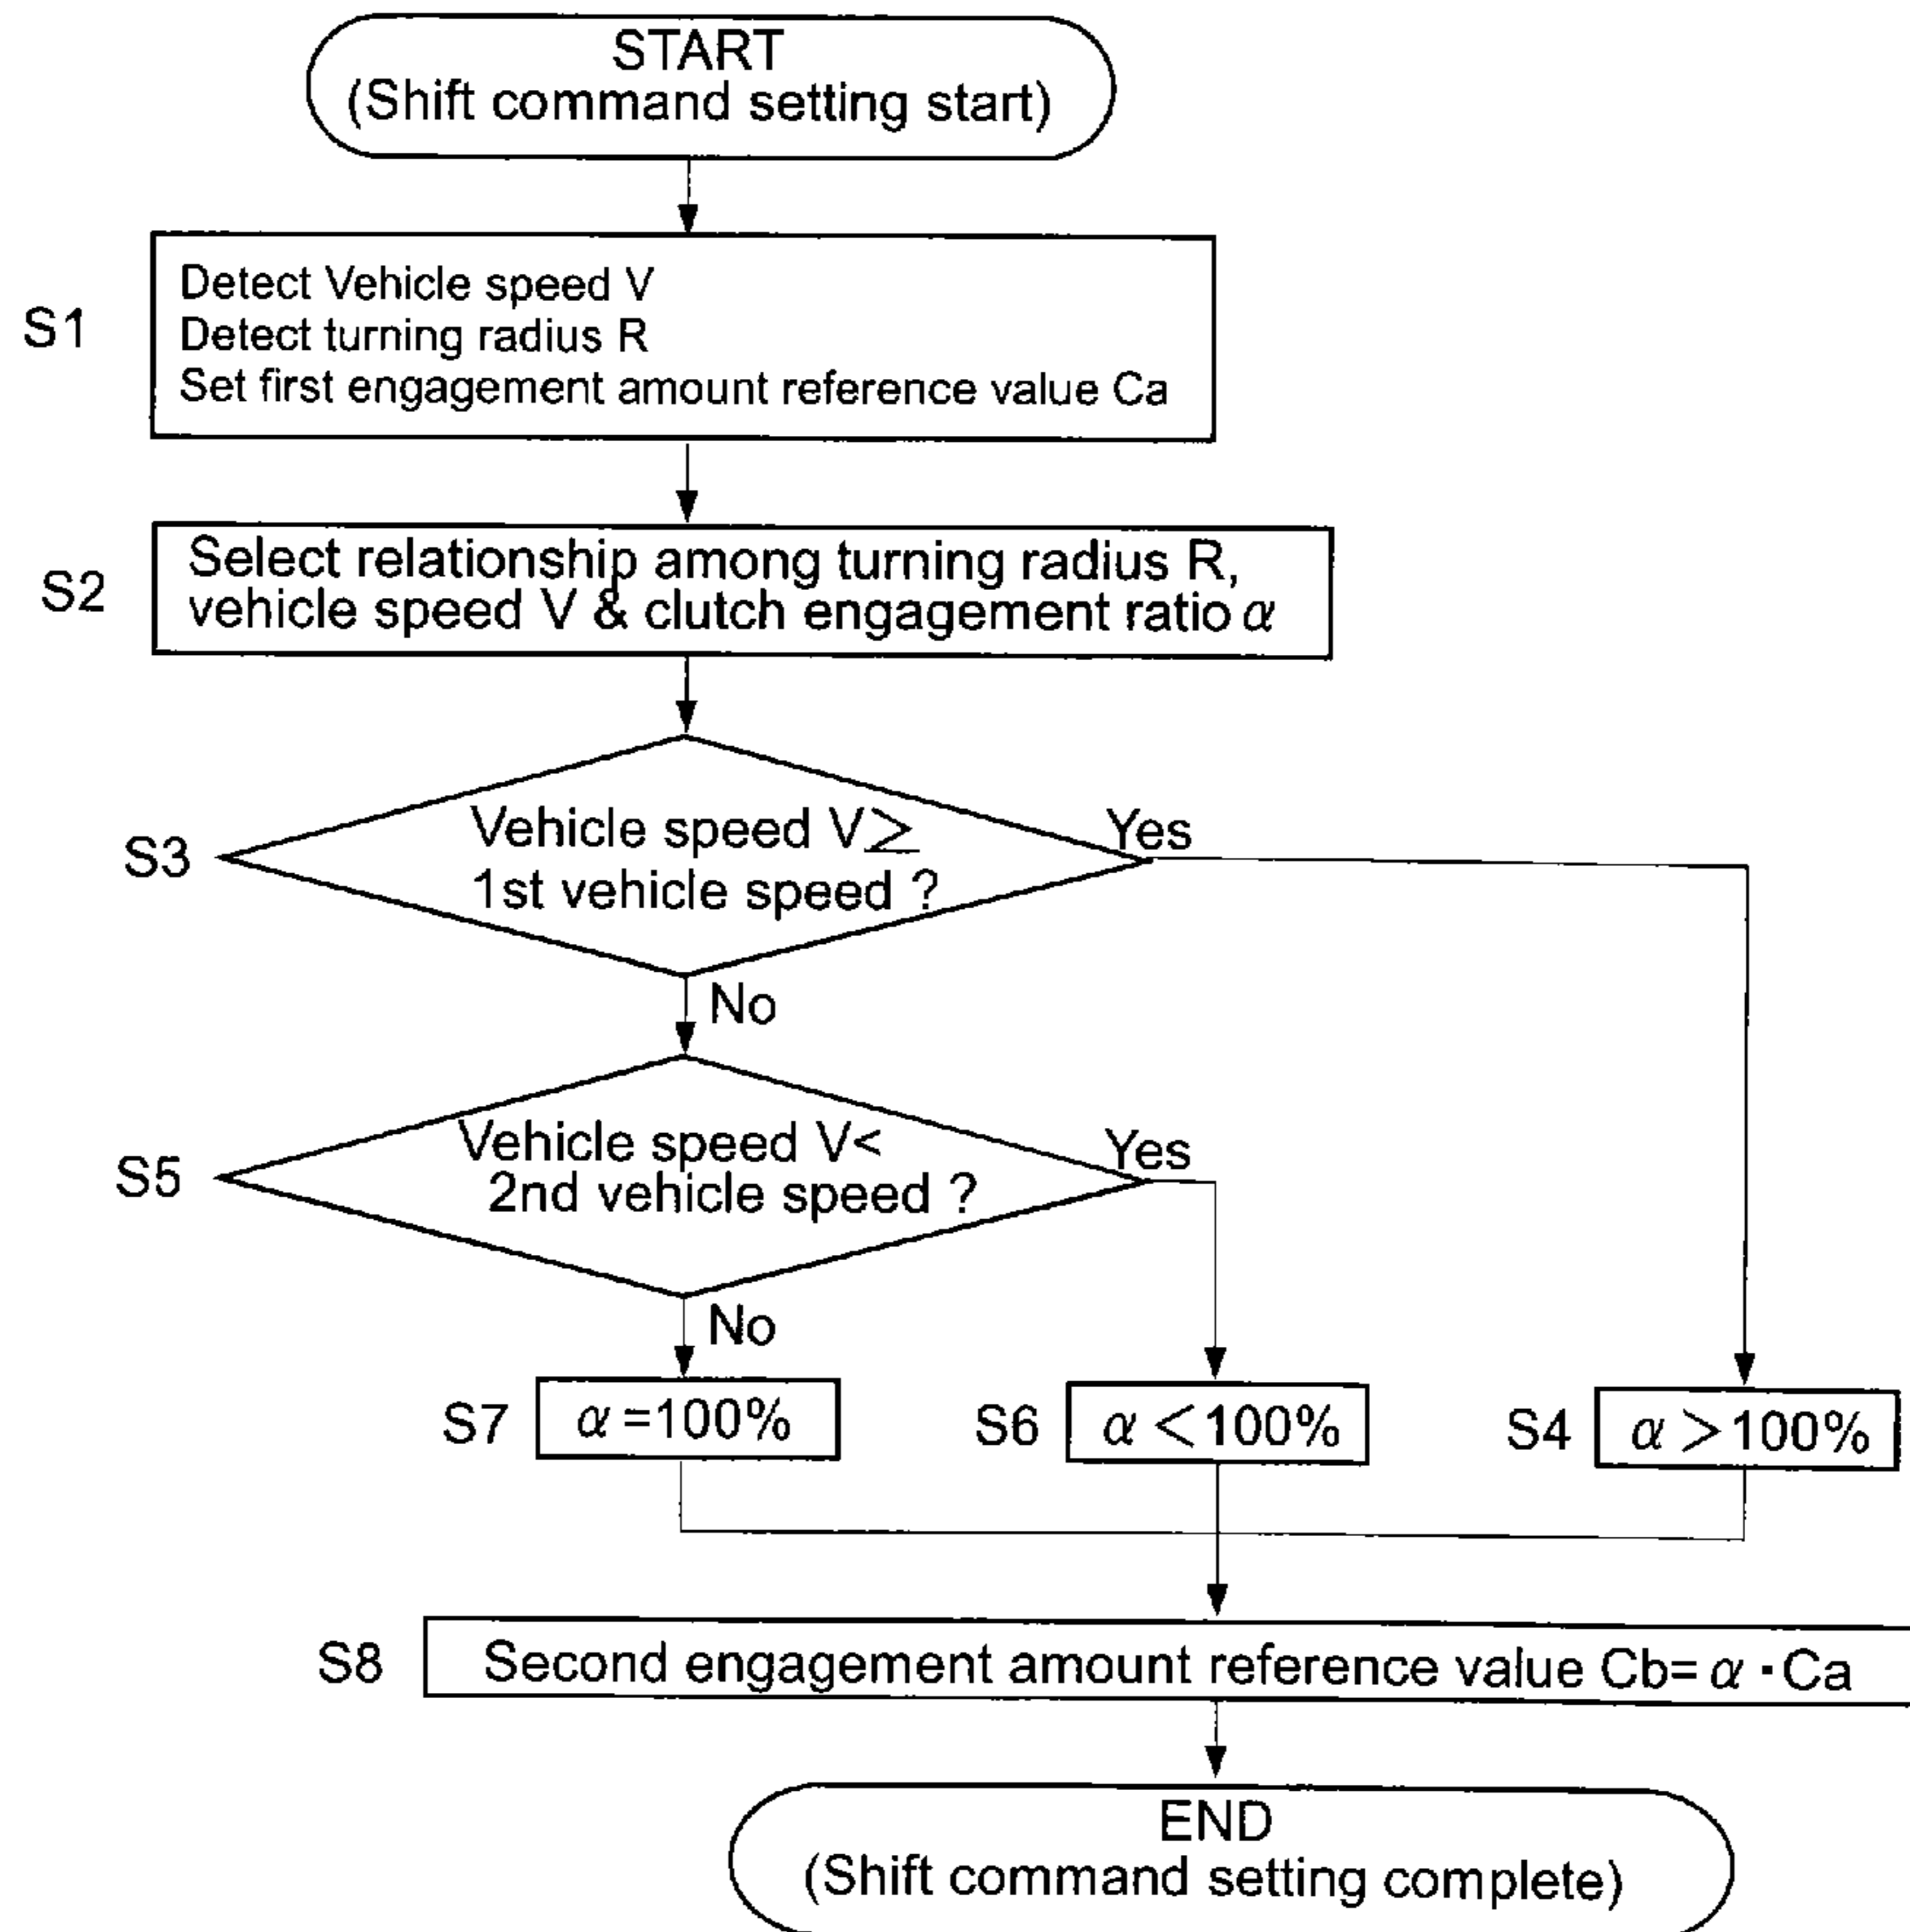 START
(Shift command setting start)
S1
Detect Vehicle speed V
Detect turning radius R
Set first engagement amount reference value Ca
S2
Select relationship among turning radius R,
vehicle speed V & clutch engagement ratio α
S3
Vehicle speed V≥
1st vehicle speed ?
Yes
No
S5
Vehicle speed V<
2nd vehicle speed ?
Yes
No
S7
α=100%
S6
α<100%
S4
α>100%
S8
Second engagement amount reference value Cb= α・Ca
END
(Shift command setting complete)